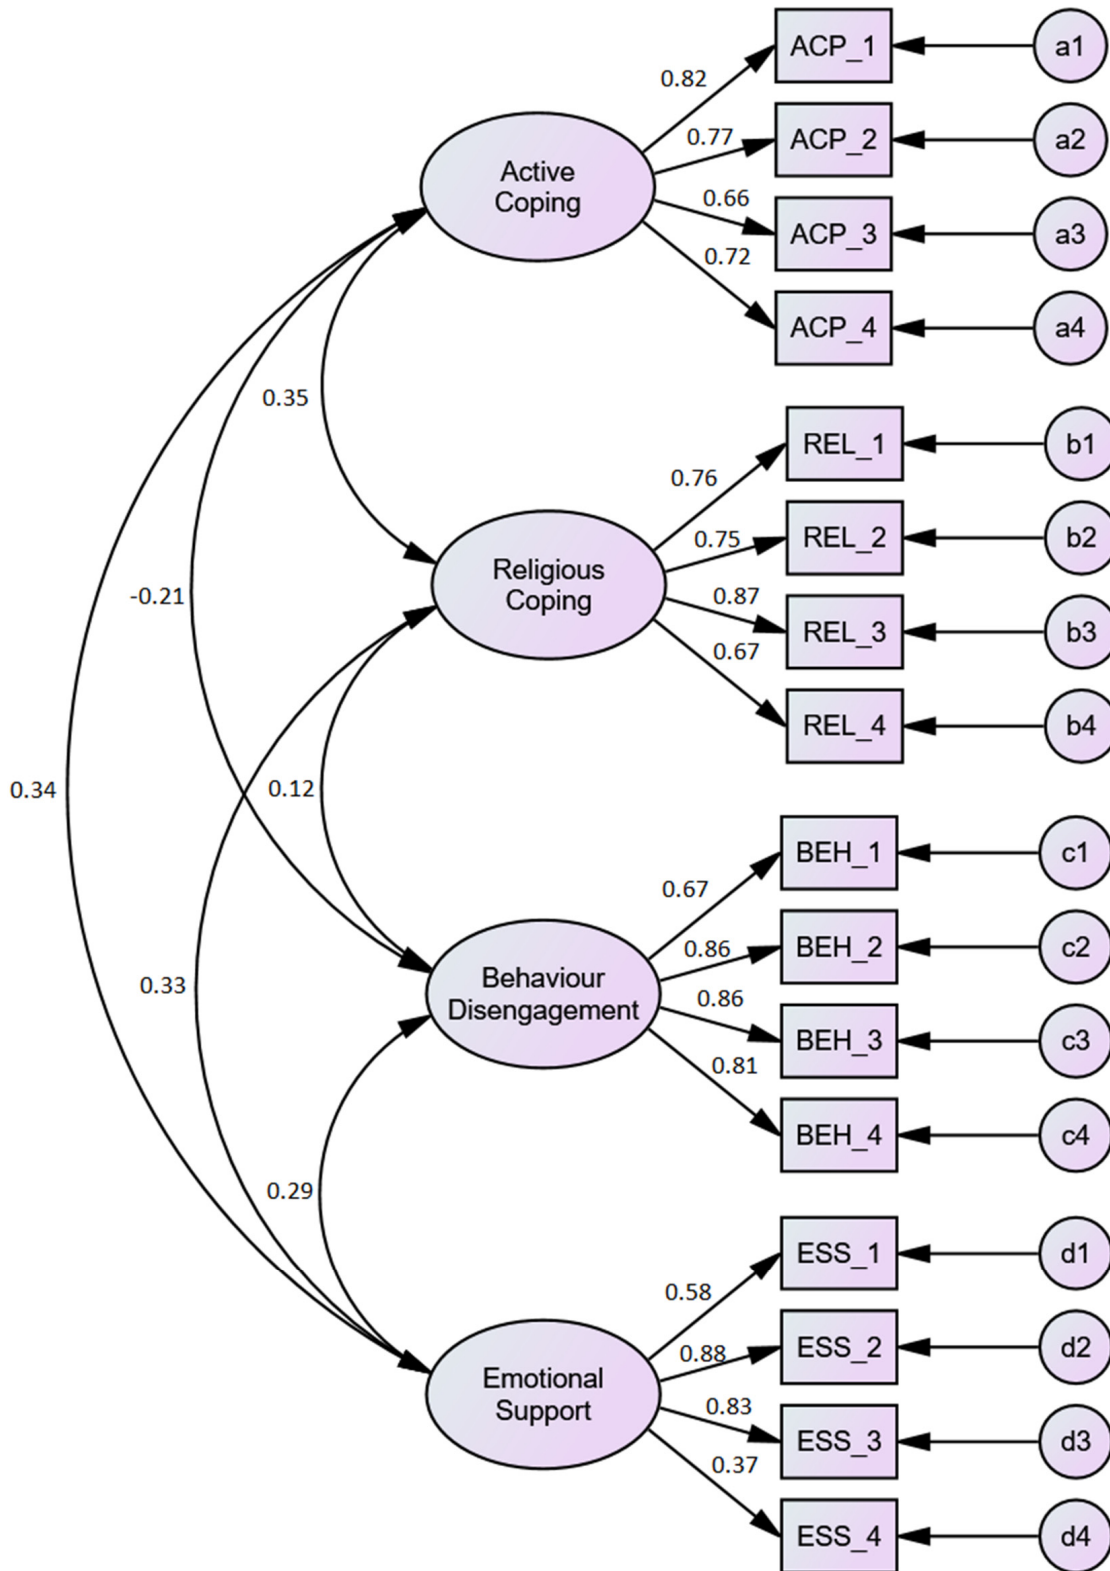 ACP_1
a1
0.82
ACP_2
a2
0.77
Active
Coping
0.66
ACP_3
a3
0.72
ACP_4
a4
0.35
REL_1
b1
0.76
REL_2
b2
0.75
Religious
Coping
0.87
REL_3
b3
0.67
REL_4
b4
-0.21
0.34
0.12
BEH_1
c1
0.67
BEH_2
c2
0.86
Behaviour
Disengagement
0.86
BEH_3
c3
0.81
BEH_4
c4
0.33
0.29
ESS_1
d1
0.58
ESS_2
d2
0.88
Emotional
Support
0.83
ESS_3
d3
0.37
ESS_4
d4